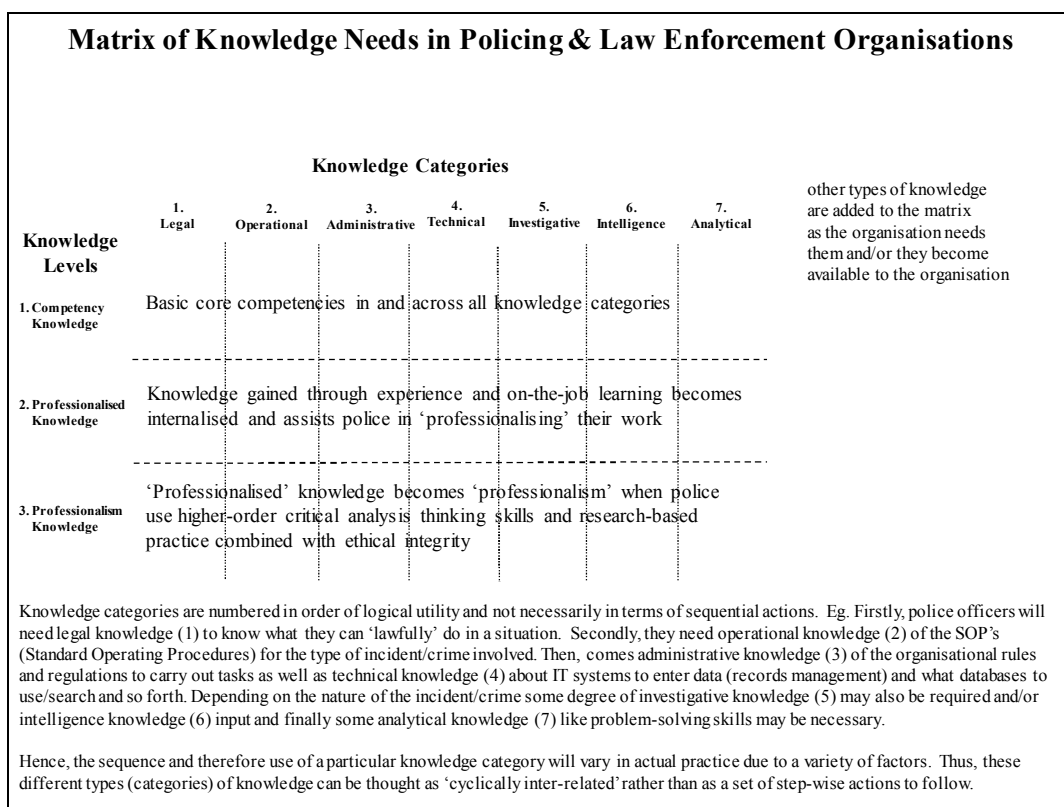 Matrix of Knowledge Needs in Policing & Law Enforcement Organisations
Knowledge Categories
1.
Legal
2.
Operational
3.
Administrative
4.
Technical
5.
Investigative
6.
Intelligence
7.
Analytical
other types of knowledge
are added to the matrix
as the organisation needs
them and/or they become
available to the organisation
Knowledge
Levels
1. Competency
Knowledge
Basic core competencies in and across all knowledge categories
2. Professionalised
Knowledge
Knowledge gained through experience and on-the-job learning becomes
internalised and assists police in ‘professionalising’ their work
3. Professionalism
Knowledge
‘Professionalised’ knowledge becomes ‘professionalism’ when police
use higher-order critical analysis thinking skills and research-based
practice combined with ethical integrity
Knowledge categories are numbered in order of logical utility and not necessarily in terms of sequential actions. Eg. Firstly, police officers will
need legal knowledge (1) to know what they can ‘lawfully’ do in a situation. Secondly, they need operational knowledge (2) of the SOP’s
(Standard Operating Procedures) for the type of incident/crime involved. Then, comes administrative knowledge (3) of the organisational rules
and regulations to carry out tasks as well as technical knowledge (4) about IT systems to enter data (records management) and what databases to
use/search and so forth. Depending on the nature of the incident/crime some degree of investigative knowledge (5) may also be required and/or
intelligence knowledge (6) input and finally some analytical knowledge (7) like problem-solving skills may be necessary.
Hence, the sequence and therefore use of a particular knowledge category will vary in actual practice due to a variety of factors. Thus, these
different types (categories) of knowledge can be thought as ‘cyclically inter-related’ rather than as a set of step-wise actions to follow.